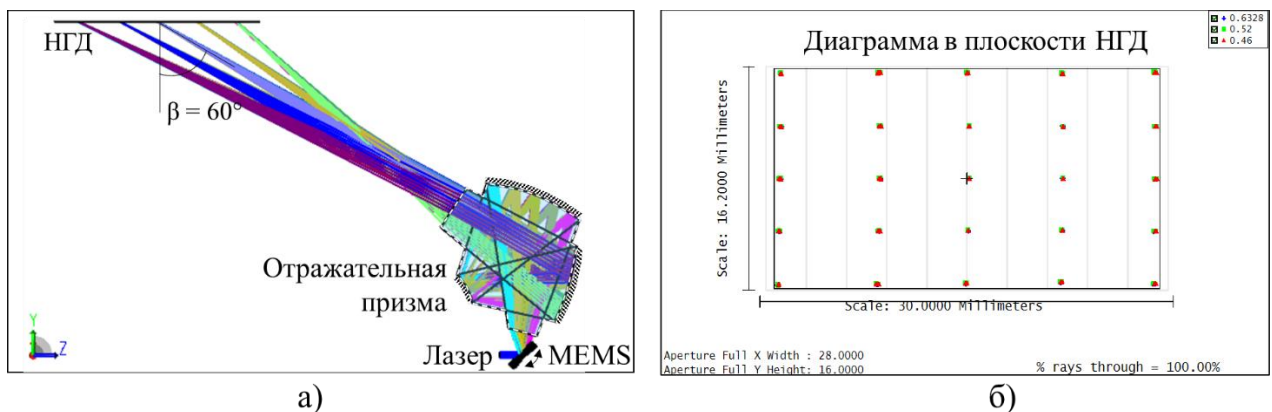 НГД
β = 60°
Отражательная
призма
Лазер
MEMS
Y
Z
а)
Диаграмма в плоскости НГД
0.6328
0.52
0.46
Scale: 16.2000 Millimeters
Scale: 30.0000 Millimeters
Aperture Full X Width : 28.0000
Aperture Full Y Height: 16.0000
% rays through = 100.00%
б)